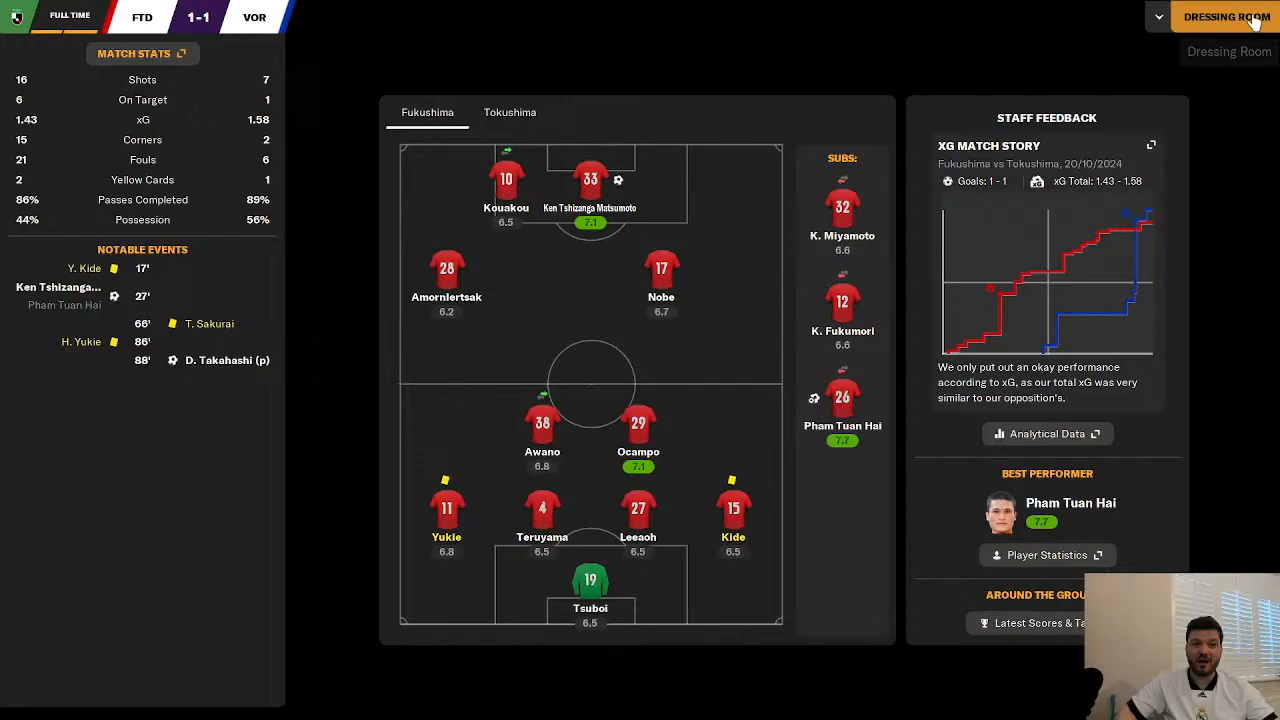 FULL TIME
FTD
1-1
VOR
DRESSING ROOM
Dressing Room
MATCH STATS
16 Shots 7
6 On Target 1
1.43 xG 1.58
15 Corners 2
21 Fouls 6
2 Yellow Cards 1
86% Passes Completed 89%
44% Possession 56%
NOTABLE EVENTS
Y. Kide 17'
Ken Tshizanga... 27'
Pham Tuan Hai
66' T. Sakurai
H. Yukie 86'
88' D. Takahashi (p)
Fukushima Tokushima
10 33
Kouakou Ken Tshizanga Matsumoto
6.5 7.1
28 17
Amornlertsak Nobe
6.2 6.7
38 29
Awano Ocampo
6.8 7.1
11 4 27 15
Yukie Teruyama Leeaoh Kide
6.8 6.5 6.5 6.5
19
Tsuboi
6.5
SUBS:
32
K. Miyamoto
6.6
12
K. Fukumori
6.6
26
Pham Tuan Hai
7.7
STAFF FEEDBACK
XG MATCH STORY
Fukushima vs Tokushima, 20/10/2024
Goals: 1 - 1 xG xG Total: 1.43 - 1.58
We only put out an okay performance
according to xG, as our total xG was very
similar to our opposition's.
Analytical Data
BEST PERFORMER
Pham Tuan Hai
7.7
Player Statistics
AROUND THE GROU
Latest Scores & Ta